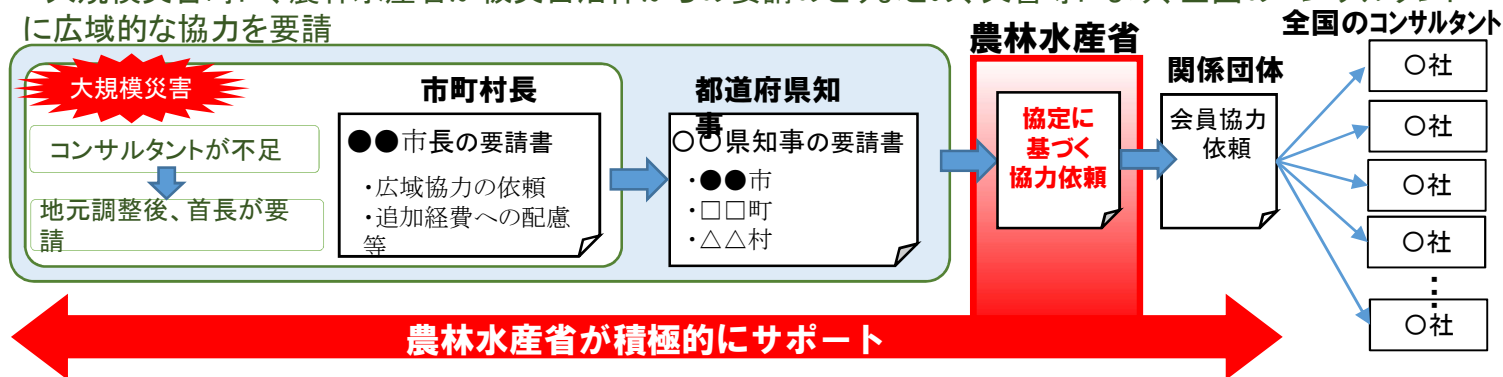 に広域的な協力を要請
大規模災害
コンサルタントが不足
地元調整後、首長が要
請
市町村長
●●市長の要請書
・広域協力の依頼
・追加経費への配慮
等
都道府県知
事
〇〇県知事の要請書
・●●市
・□□町
・△△村
農林水産省
協定に
基づく
協力依頼
関係団体
会員協力
依頼
全国のコンサルタント
〇社
〇社
〇社
〇社
⋮
〇社
農林水産省が積極的にサポート